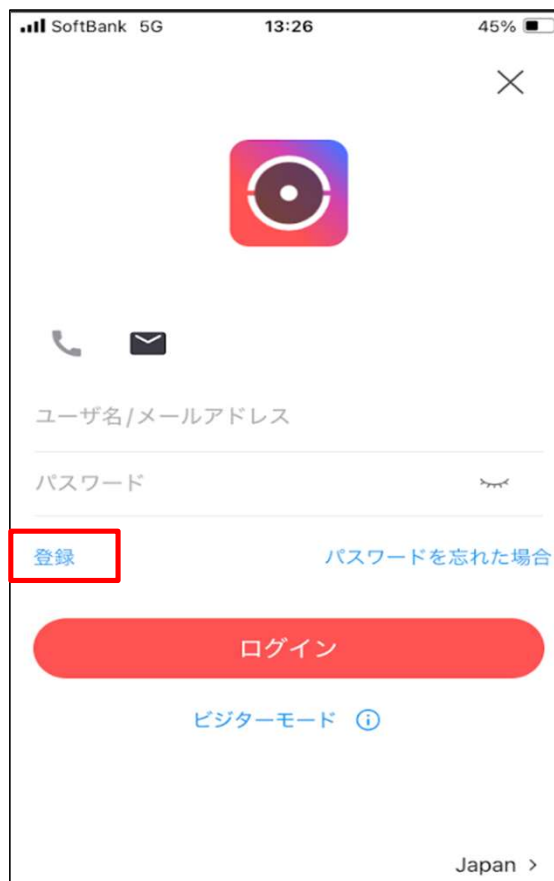 SoftBank 5G 13:26 45%
ユーザ名/メールアドレス
パスワード
登録 パスワードを忘れた場合
ログイン
ビジターモード
Japan >